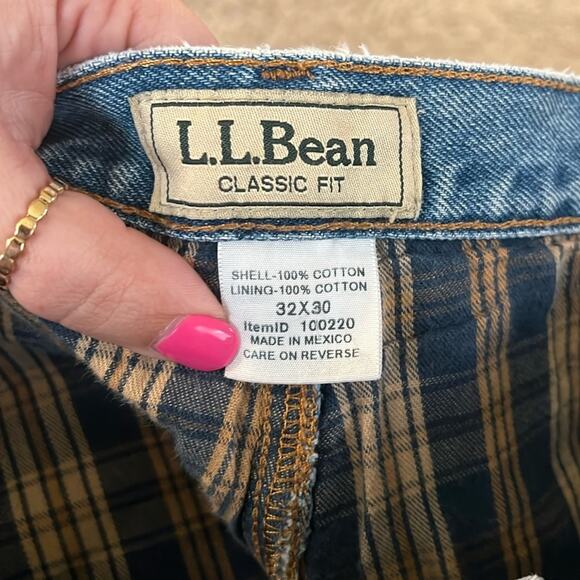 L.L.Bean
CLASSIC FIT
SHELL-100% COTTON
LINING-100% COTTON
32X30
ItemID 100220
MADE IN MEXICO
CARE ON REVERSE